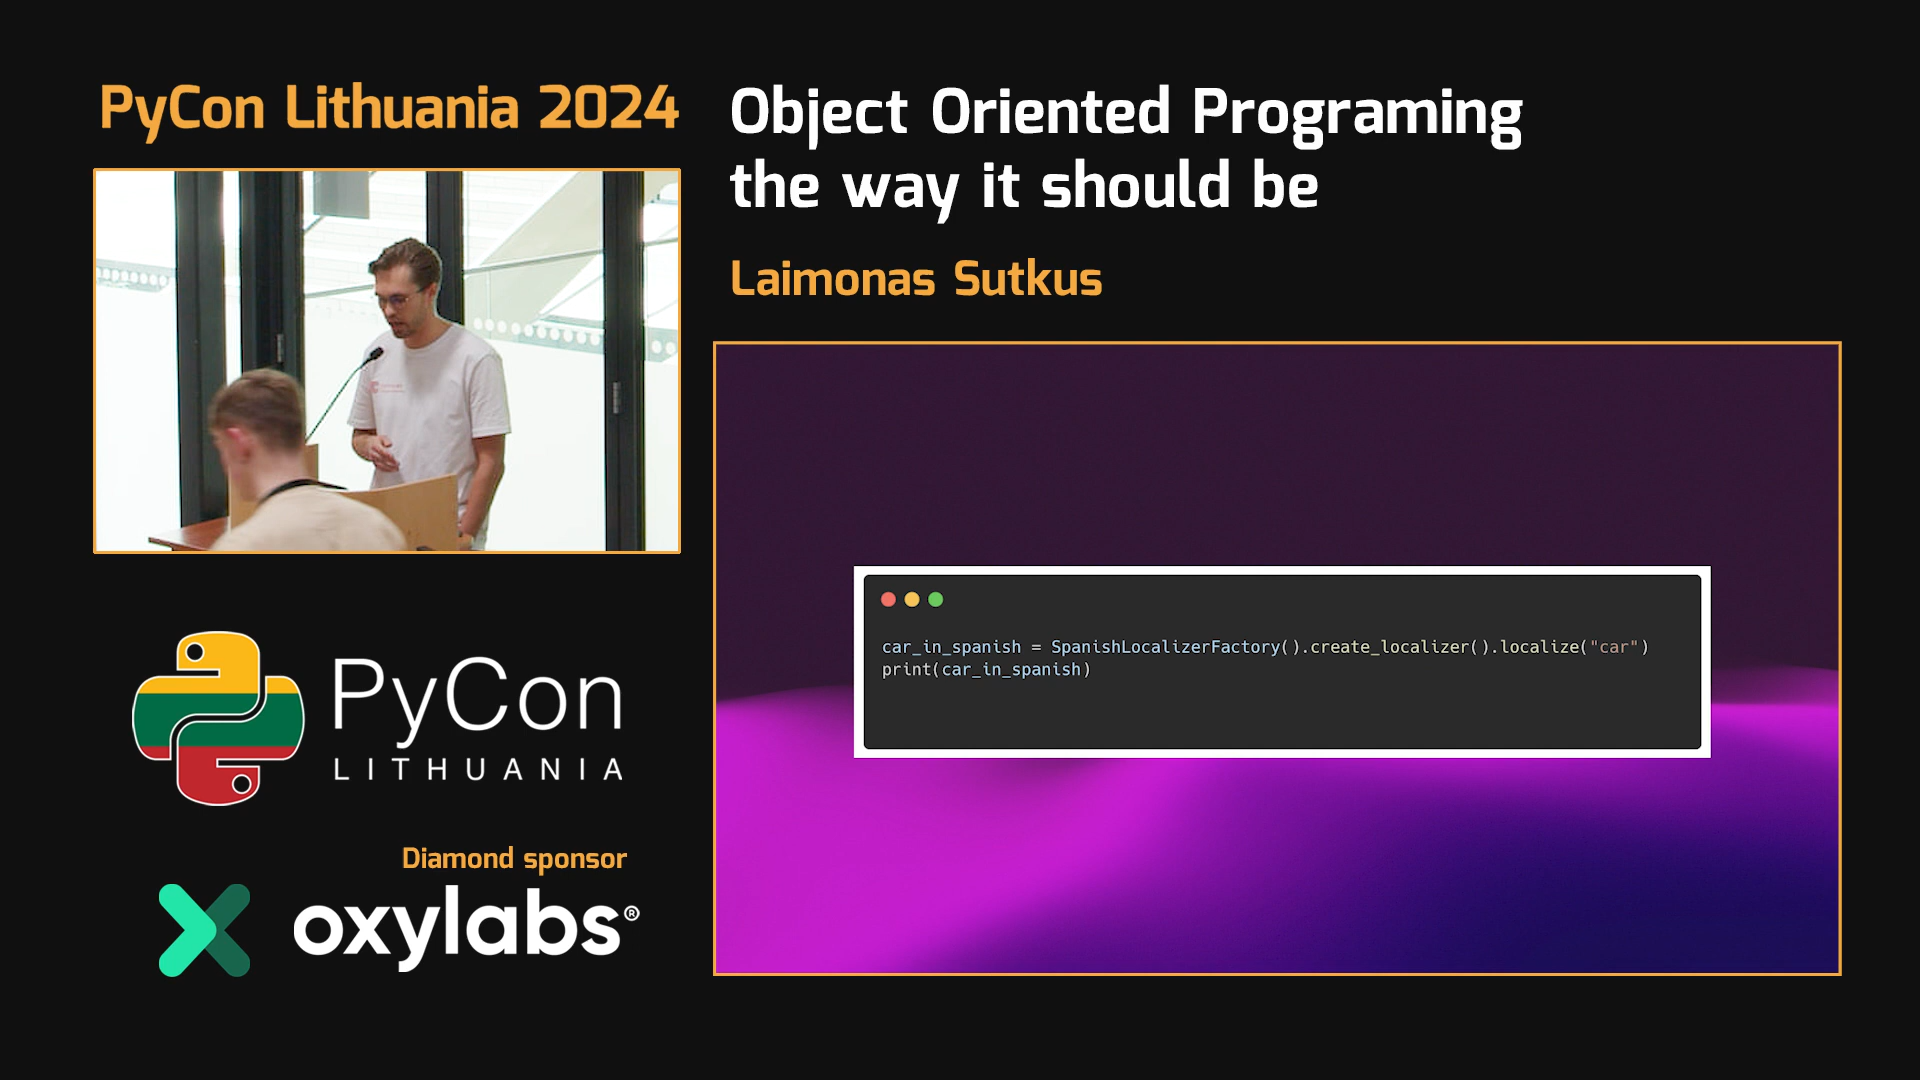 PyCon Lithuania 2024
Object Oriented Programing
the way it should be
Laimonas Sutkus
car_in_spanish = SpanishLocalizerFactory().create_localizer().localize("car")
print(car_in_spanish)
PyCon
LITHUANIA
Diamond sponsor
oxylabs®